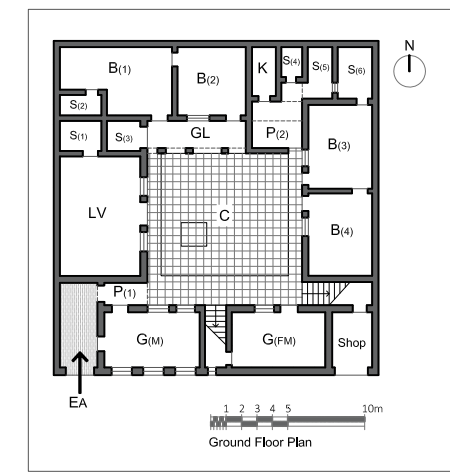 N
B(1)
B(2)
K
S(4)
S(5)
S(6)
S(2)
S(1)
S(3)
GL
P(2)
B(3)
LV
C
B(4)
P(1)
G(M)
G(FM)
Shop
EA
1 2 3 4 5 10m
Ground Floor Plan